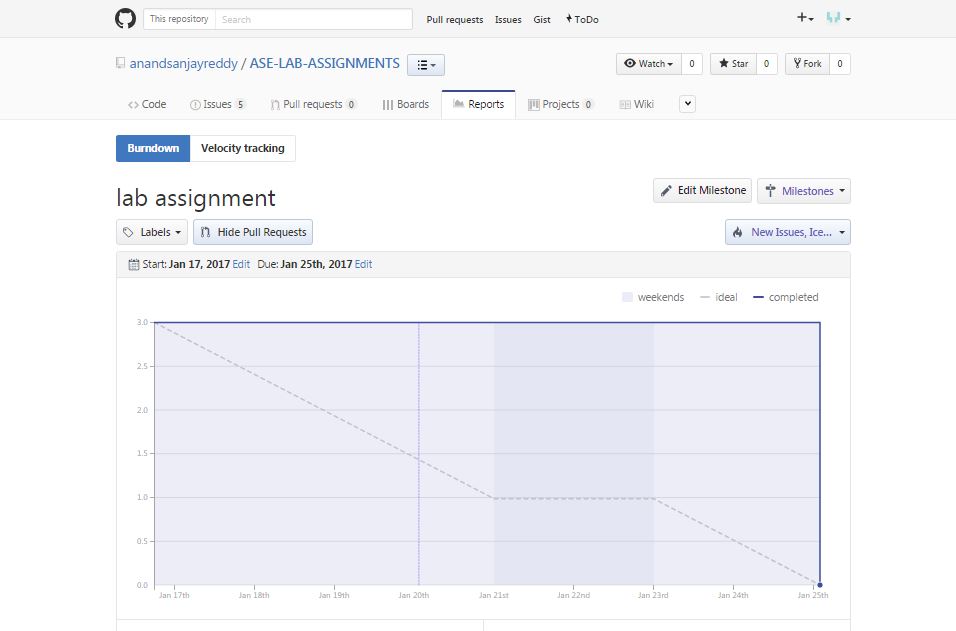 This repository Search Pull requests Issues Gist ToDo
anandsanjayreddy / ASE-LAB-ASSIGNMENTS Watch 0 Star 0 Fork 0
Code Issues 5 Pull requests 0 Boards Reports Projects 0 Wiki
Burndown Velocity tracking
lab assignment Edit Milestone Milestones
Labels Hide Pull Requests New Issues, Ice...
Start: Jan 17, 2017 Edit Due: Jan 25th, 2017 Edit
weekends ideal completed
3.0
2.5
2.0
1.5
1.0
0.5
0.0
Jan 17th Jan 18th Jan 19th Jan 20th Jan 21st Jan 22nd Jan 23rd Jan 24th Jan 25th